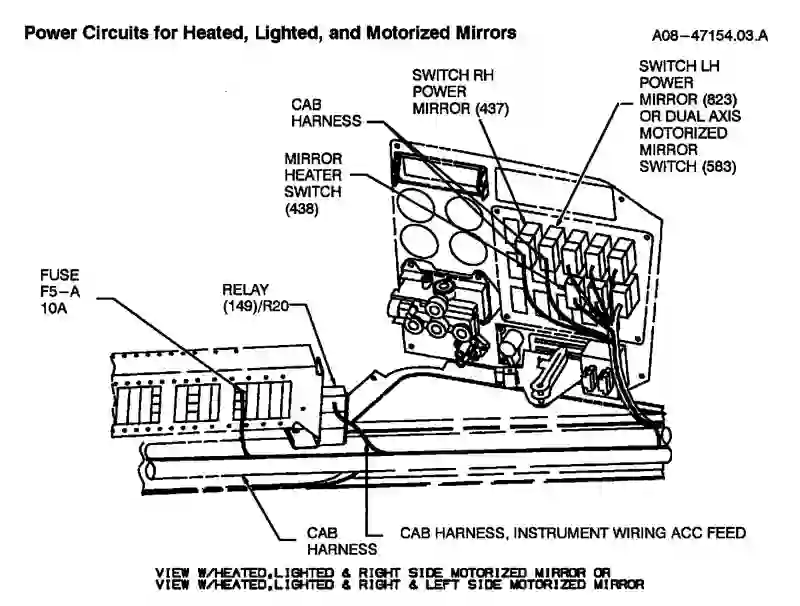 Power Circuits for Heated, Lighted, and Motorized Mirrors
A08-47154.03.A
SWITCH RH
POWER
MIRROR (437)
SWITCH LH
POWER
MIRROR (823)
OR DUAL AXIS
MOTORIZED
MIRROR
SWITCH (583)
CAB
HARNESS
MIRROR
HEATER
SWITCH
(438)
FUSE
F5-A
10A
RELAY
(149)/R20
CAB
HARNESS
CAB HARNESS, INSTRUMENT WIRING ACC FEED
VIEW W/HEATED,LIGHTED & RIGHT SIDE MOTORIZED MIRROR OR
VIEW W/HEATED,LIGHTED & RIGHT & LEFT SIDE MOTORIZED MIRROR